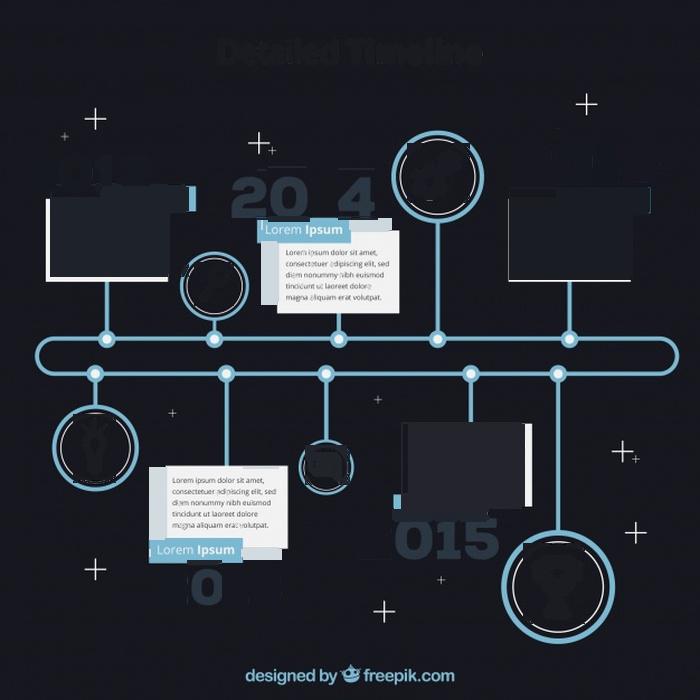 Detailed Timeline
20 4
Lorem Ipsum
Lorem ipsum dolor sit amet,
consectetuer adipiscing elit, sed
diem nonummy nibh euismod
tincidunt ut laoreet dolore
magna aliquam erat volutpat.
Lorem ipsum dolor sit amet,
consectetuer adipiscing elit, sed
diem nonummy nibh euismod
tincidunt ut laoreet dolore
magna aliquam erat volutpat.
Lorem Ipsum
0
015
designed by freepik.com